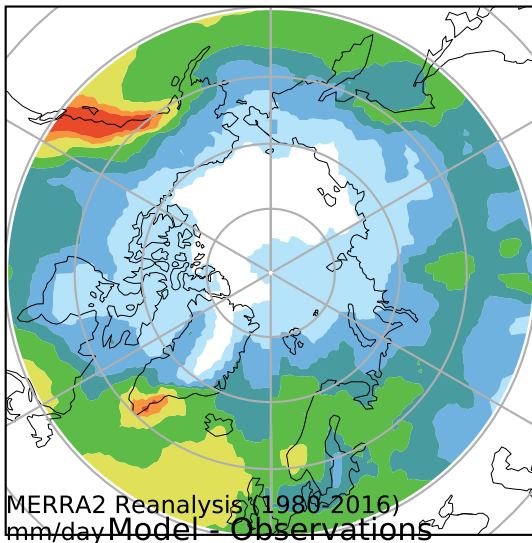 MERRA2 Reanalysis (1980-2016)
mm/day Model - Observations